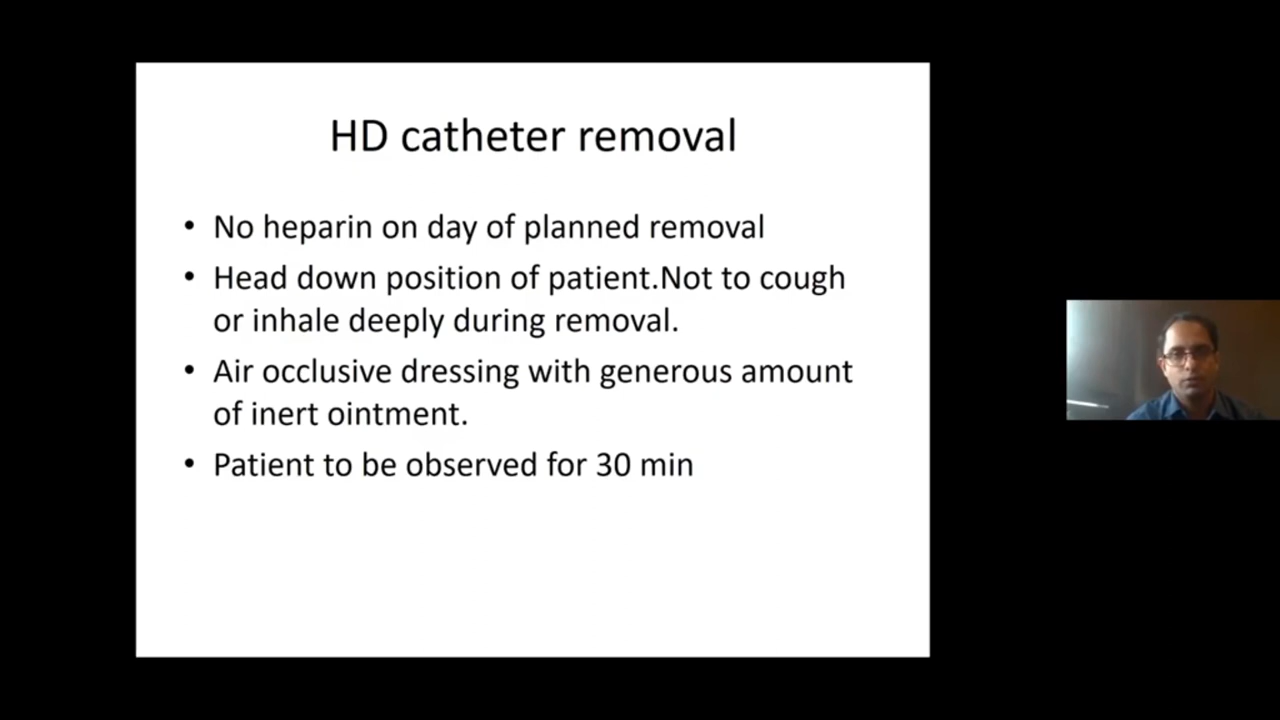 HD catheter removal
• No heparin on day of planned removal
• Head down position of patient.Not to cough
or inhale deeply during removal.
• Air occlusive dressing with generous amount
of inert ointment.
• Patient to be observed for 30 min